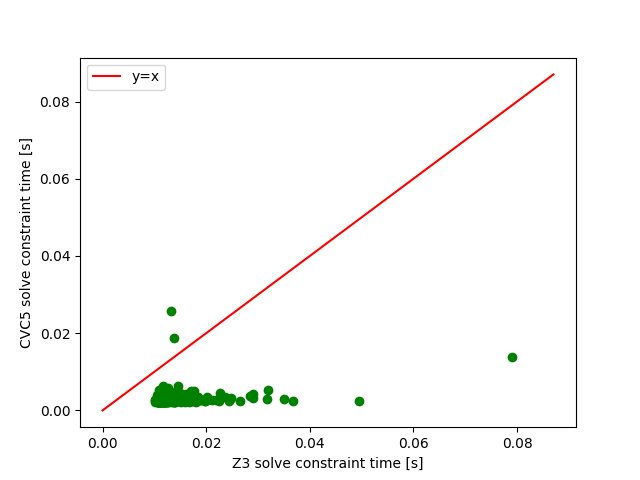 y=x
CVC5 solve constraint time [s]
0.08
0.06
0.04
0.02
0.00
0.00 0.02 0.04 0.06 0.08
Z3 solve constraint time [s]